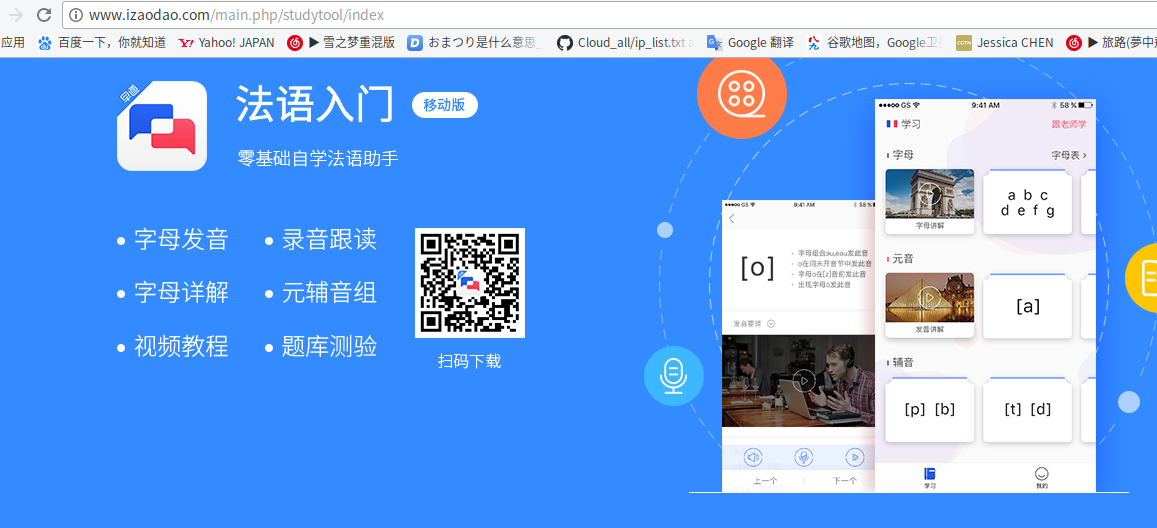 www.izaodao.com/main.php/studytool/index
应用 百度一下，你就知道 Yahoo! JAPAN ▶ 雪之梦重混版 おまつり是什么意思_ Cloud_all/ip_list.txt a Google 翻译 谷歌地图，Google卫 Jessica CHEN ▶ 旅路(夢中
早道
法语入门 移动版
零基础自学法语助手
字母发音 录音跟读
字母详解 元辅音组
视频教程 题库测验
扫码下载
GS 9:41 AM 58 %
学习 跟老师学
字母 字母表 >
字母讲解
a b c
d e f g
元音
发音讲解
[a]
辅音
[p] [b]
[t] [d]
学习 我的
GS 9:41 AM 58 %
[o]
字母组合au,eau发此音
o在词末开音节中发此音
字母o在[z]音前发此音
出现字母ô发此音
发音要领
上一个 下一个